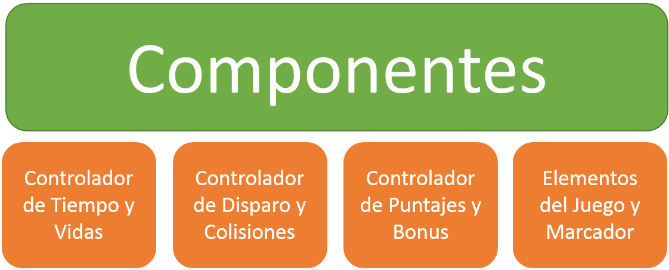 Componentes
Controlador
de Tiempo y
Vidas
Controlador
de Disparo y
Colisiones
Controlador
de Puntajes y
Bonus
Elementos
del Juego y
Marcador